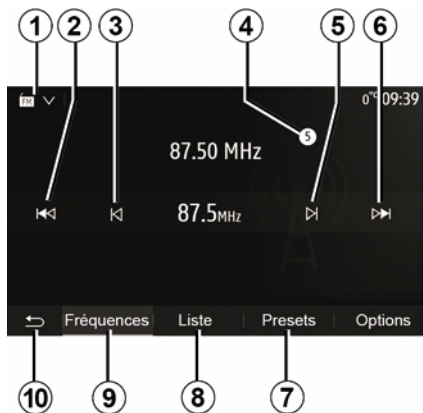 1 2 3 4 5 6
FM 0°C 09:39
5
87.50 MHz
87.5MHz
Fréquences Liste Presets Options
10 9 8 7